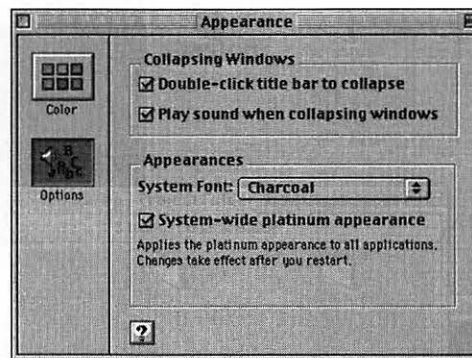 Appearance
Color
Options
Collapsing Windows
Double-click title bar to collapse
Play sound when collapsing windows
Appearances
System Font: Charcoal
System-wide platinum appearance
Applies the platinum appearance to all applications.
Changes take effect after you restart.
?